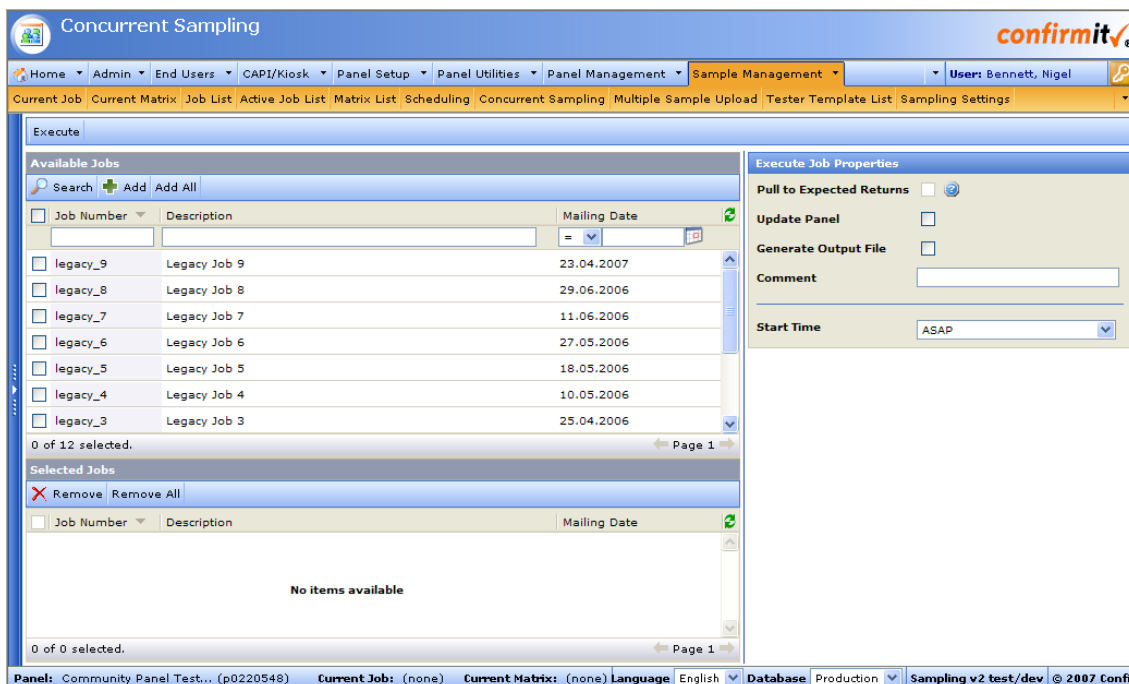 Concurrent Sampling
confirmit
Home Admin End Users CAPI/Kiosk Panel Setup Panel Utilities Panel Management Sample Management User: Bennett, Nigel
Current Job Current Matrix Job List Active Job List Matrix List Scheduling Concurrent Sampling Multiple Sample Upload Tester Template List Sampling Settings
Execute
Available Jobs
Search Add Add All
Job Number Description Mailing Date
=
legacy_9 Legacy Job 9 23.04.2007
legacy_8 Legacy Job 8 29.06.2006
legacy_7 Legacy Job 7 11.06.2006
legacy_6 Legacy Job 6 27.05.2006
legacy_5 Legacy Job 5 18.05.2006
legacy_4 Legacy Job 4 10.05.2006
legacy_3 Legacy Job 3 25.04.2006
0 of 12 selected. Page 1
Selected Jobs
Remove Remove All
Job Number Description Mailing Date
No items available
0 of 0 selected. Page 1
Execute Job Properties
Pull to Expected Returns ?
Update Panel
Generate Output File
Comment
Start Time ASAP
Panel: Community Panel Test... (p0220548) Current Job: (none) Current Matrix: (none) Language English Database Production Sampling v2 test/dev © 2007 Confi